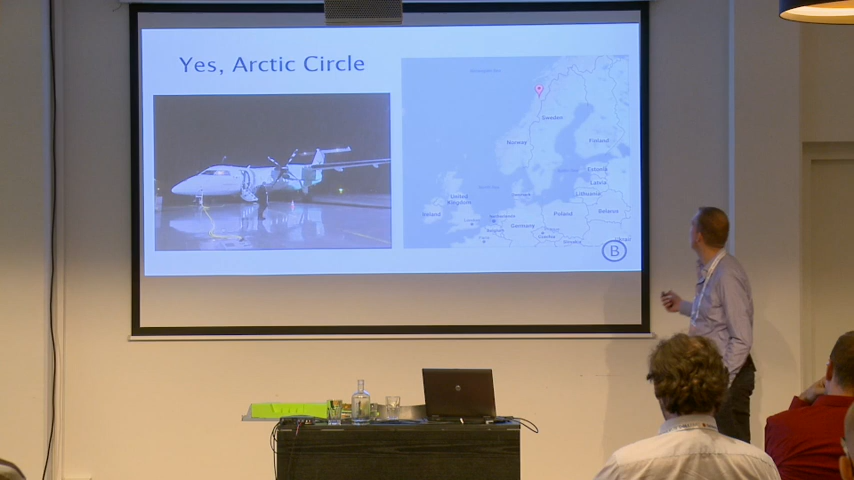 Yes, Arctic Circle
Sweden
Norway
Finland
Estonia
Latvia
Lithuania
United
Kingdom
Ireland
Poland
Belarus
Germany
B